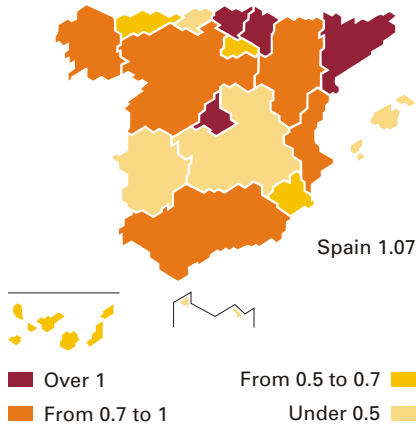 Spain 1.07
Over 1
From 0.5 to 0.7
From 0.7 to 1
Under 0.5